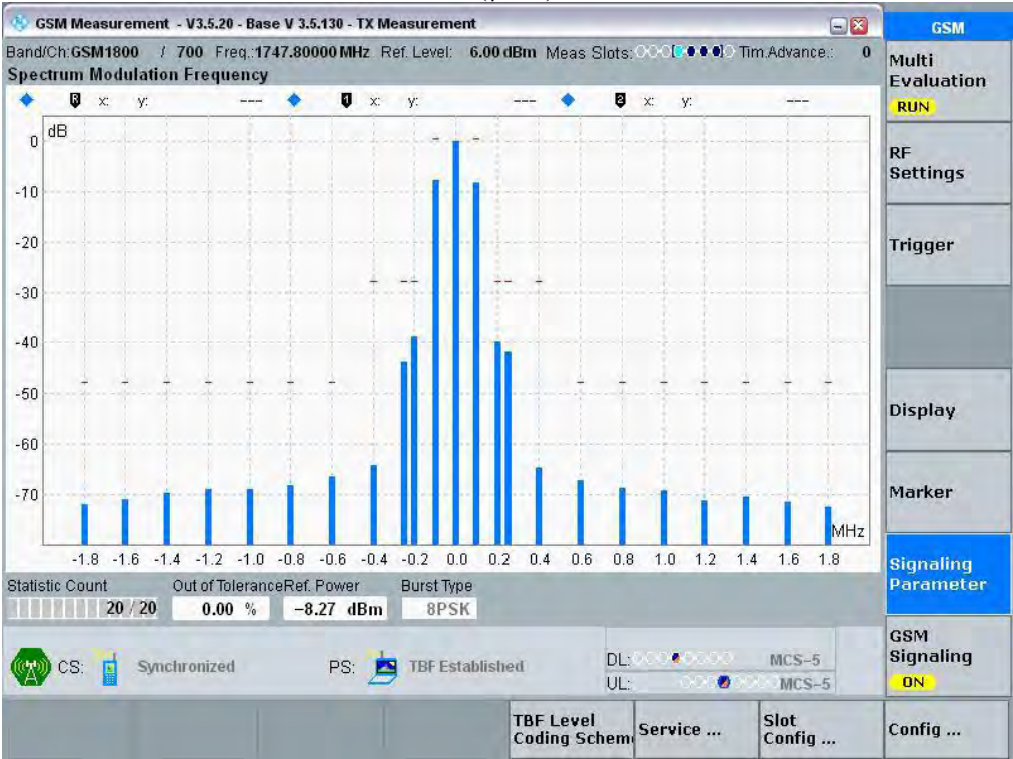 GSM Measurement - V3.5.20 - Base V 3.5.130 - TX Measurement
GSM
Band/Ch:GSM1800 / 700 Freq.:1747.80000 MHz Ref. Level: 6.00 dBm Meas Slots: Tim.Advance.: 0
Spectrum Modulation Frequency
R x: y: --- 1 x: y: --- 2 x: y: ---
dB
0
-10
-20
-30
-40
-50
-60
-70
MHz
-1.8 -1.6 -1.4 -1.2 -1.0 -0.8 -0.6 -0.4 -0.2 0.0 0.2 0.4 0.6 0.8 1.0 1.2 1.4 1.6 1.8
Statistic Count Out of Tolerance Ref. Power Burst Type
20 / 20 0.00 % -8.27 dBm 8PSK
CS: Synchronized PS: TBF Established DL: MCS-5
UL: MCS-5
Multi
Evaluation
RUN
RF
Settings
Trigger
Display
Marker
Signaling
Parameter
GSM
Signaling
ON
TBF Level
Coding Schem
Service ...
Slot
Config ...
Config ...